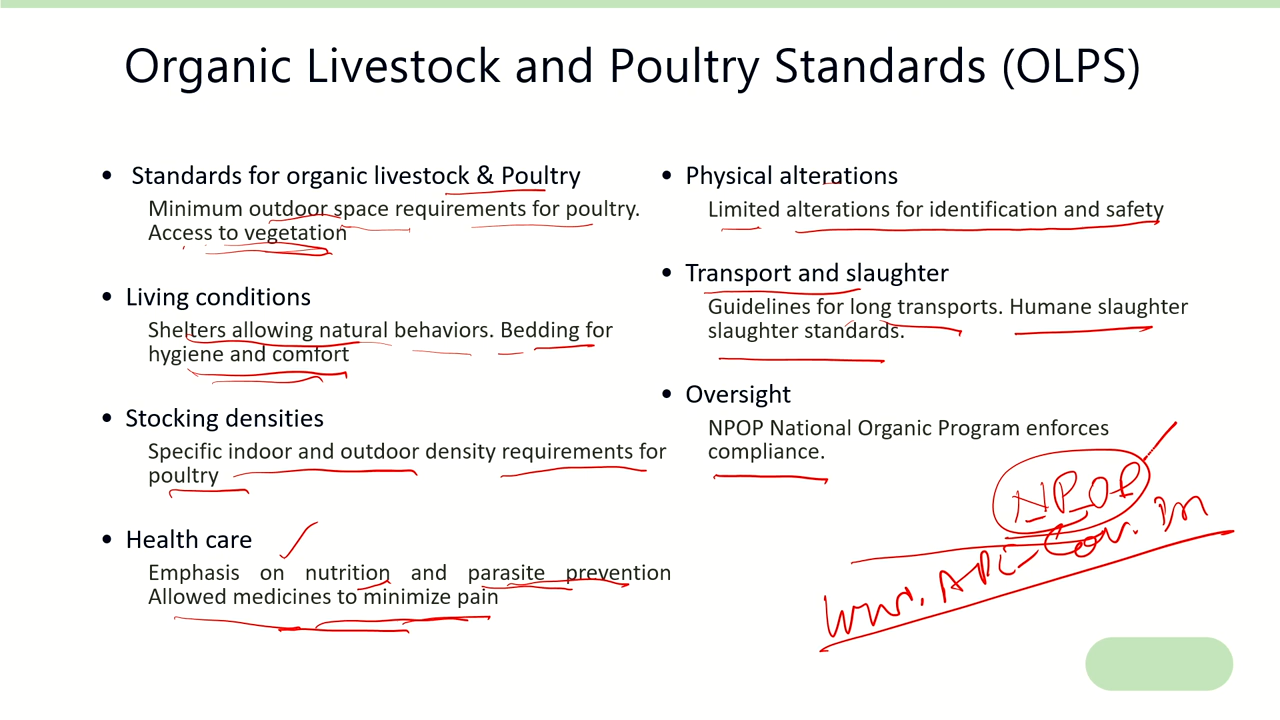 Organic Livestock and Poultry Standards (OLPS)
• Standards for organic livestock & Poultry
Minimum outdoor space requirements for poultry.
Access to vegetation
• Living conditions
Shelters allowing natural behaviors. Bedding for
hygiene and comfort
• Stocking densities
Specific indoor and outdoor density requirements for
poultry
• Health care
Emphasis on nutrition and parasite prevention
Allowed medicines to minimize pain
• Physical alterations
Limited alterations for identification and safety
• Transport and slaughter
Guidelines for long transports. Humane slaughter
slaughter standards.
• Oversight
NPOP National Organic Program enforces
compliance.
NPOP